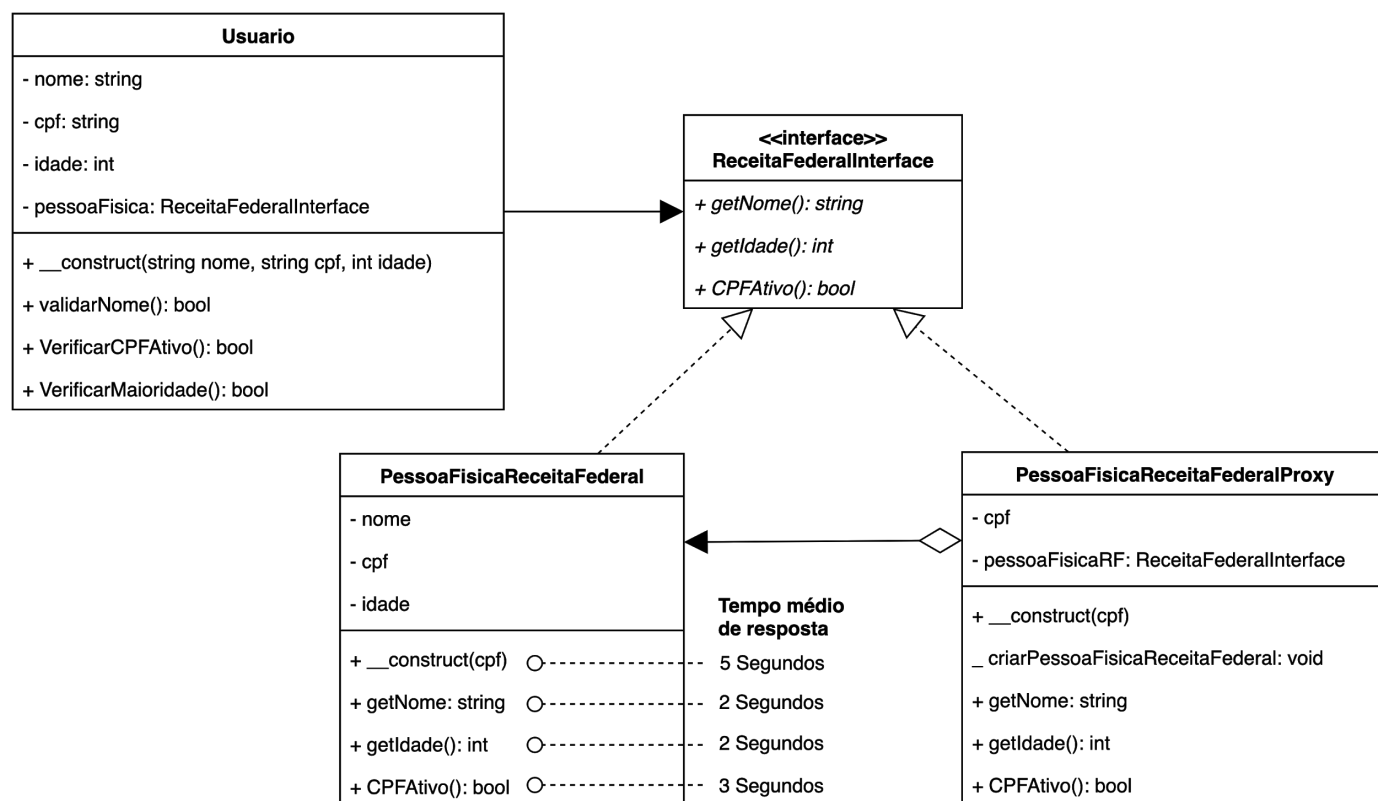 Usuario
- nome: string
- cpf: string
- idade: int
- pessoaFisica: ReceitaFederalInterface
+ __construct(string nome, string cpf, int idade)
+ validarNome(): bool
+ VerificarCPFAtivo(): bool
+ VerificarMaioridade(): bool
<<interface>>
ReceitaFederalInterface
+ getNome(): string
+ getIdade(): int
+ CPFAtivo(): bool
PessoaFisicaReceitaFederal
- nome
- cpf
- idade
+ __construct(cpf)
+ getNome: string
+ getIdade(): int
+ CPFAtivo(): bool
Tempo médio
de resposta
5 Segundos
2 Segundos
2 Segundos
3 Segundos
PessoaFisicaReceitaFederalProxy
- cpf
- pessoaFisicaRF: ReceitaFederalInterface
+ __construct(cpf)
_ criarPessoaFisicaReceitaFederal: void
+ getNome: string
+ getIdade(): int
+ CPFAtivo(): bool